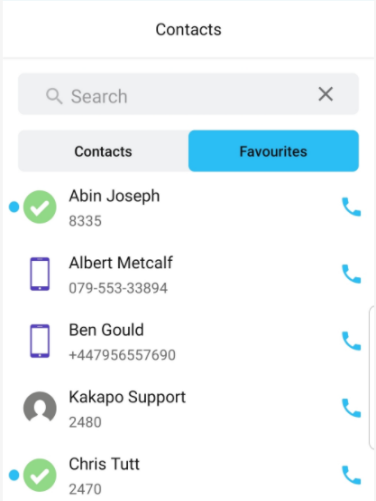 Contacts
Search
Contacts
Favourites
Abin Joseph
8335
Albert Metcalf
079-553-33894
Ben Gould
+447956557690
Kakapo Support
2480
Chris Tutt
2470